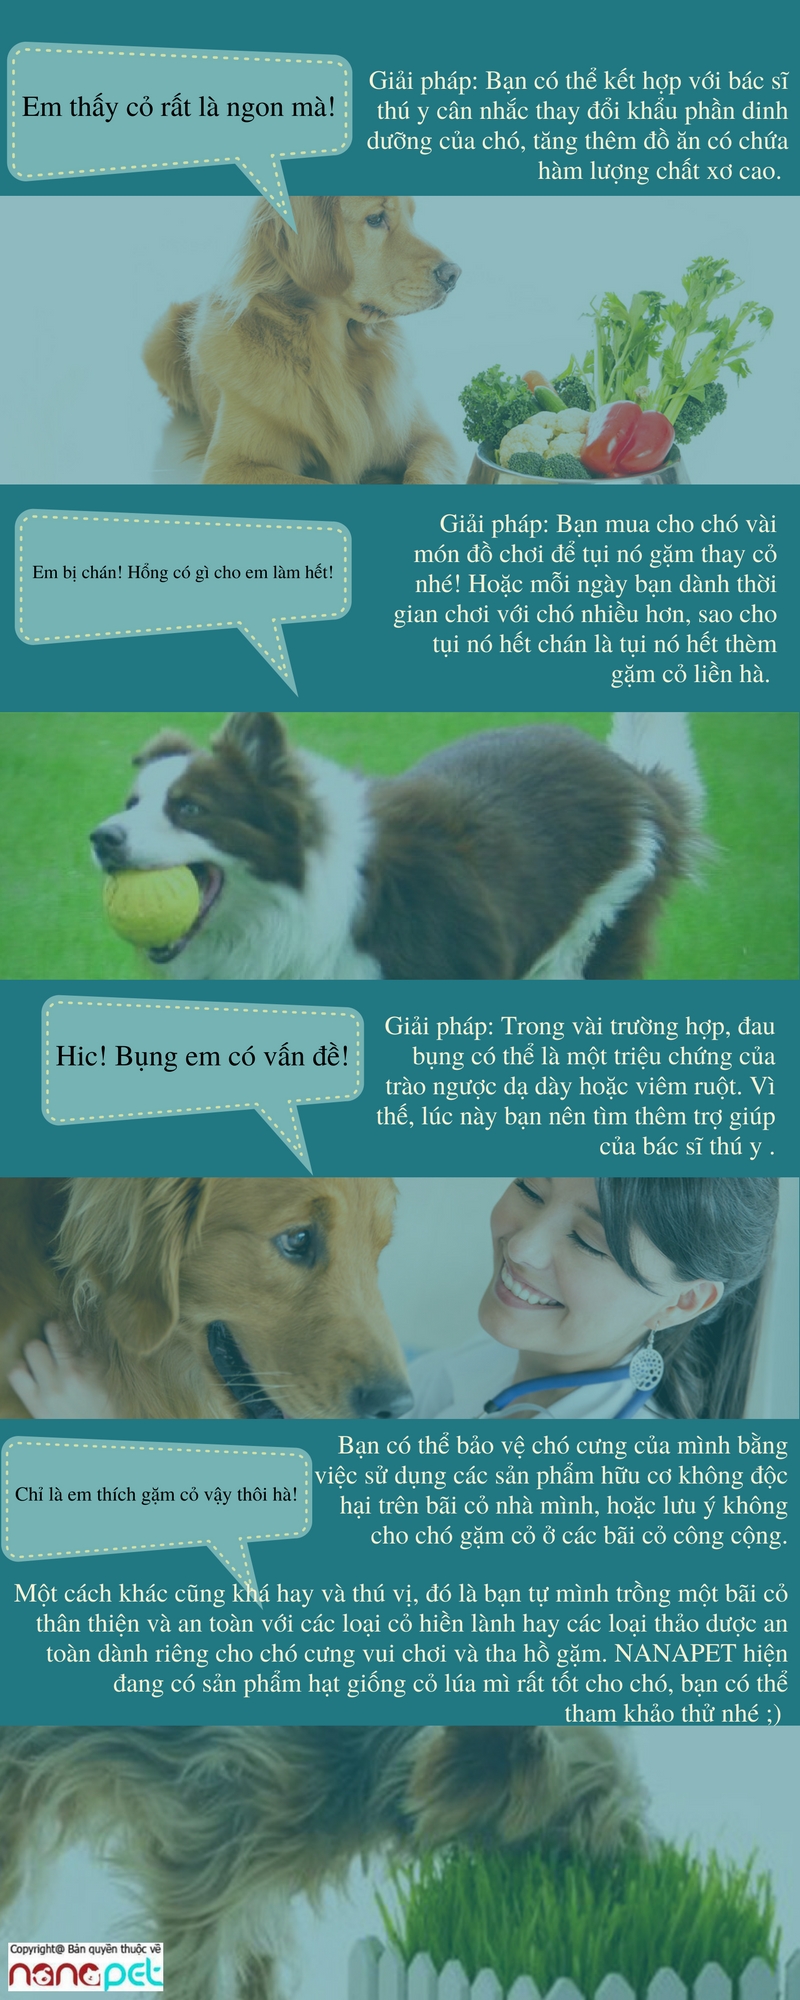 Em thấy cỏ rất là ngon mà!
Giải pháp: Bạn có thể kết hợp với bác sĩ
thú y cân nhắc thay đổi khẩu phần dinh
dưỡng của chó, tăng thêm đồ ăn có chứa
hàm lượng chất xơ cao.
Em bị chán! Hổng có gì cho em làm hết!
Giải pháp: Bạn mua cho chó vài
món đồ chơi để tụi nó gặm thay cỏ
nhé! Hoặc mỗi ngày bạn dành thời
gian chơi với chó nhiều hơn, sao cho
tụi nó hết chán là tụi nó hết thèm
gặm cỏ liền hà.
Hic! Bụng em có vấn đề!
Giải pháp: Trong vài trường hợp, đau
bụng có thể là một triệu chứng của
trào ngược dạ dày hoặc viêm ruột. Vì
thế, lúc này bạn nên tìm thêm trợ giúp
của bác sĩ thú y .
Chỉ là em thích gặm cỏ vậy thôi hà!
Bạn có thể bảo vệ chó cưng của mình bằng
việc sử dụng các sản phẩm hữu cơ không độc
hại trên bãi cỏ nhà mình, hoặc lưu ý không
cho chó gặm cỏ ở các bãi cỏ công cộng.
Một cách khác cũng khá hay và thú vị, đó là bạn tự mình trồng một bãi cỏ
thân thiện và an toàn với các loại cỏ hiền lành hay các loại thảo dược an
toàn dành riêng cho chó cưng vui chơi và tha hồ gặm. NANAPET hiện
đang có sản phẩm hạt giống cỏ lúa mì rất tốt cho chó, bạn có thể
tham khảo thử nhé ;)
Copyright@ Bản quyền thuộc về
nanapet